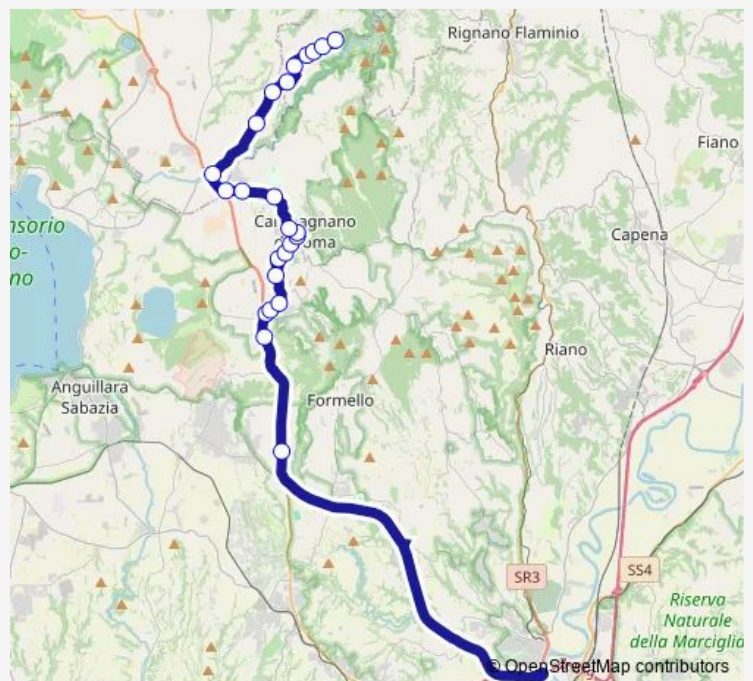 Rignano Flaminio
Fiano
nsorio
o-
no
Capena
Riano
Anguillara
Sabazia
Formello
SR3
SS4
Riserva
Naturale
della Marciglia
© OpenStreetMap contributors